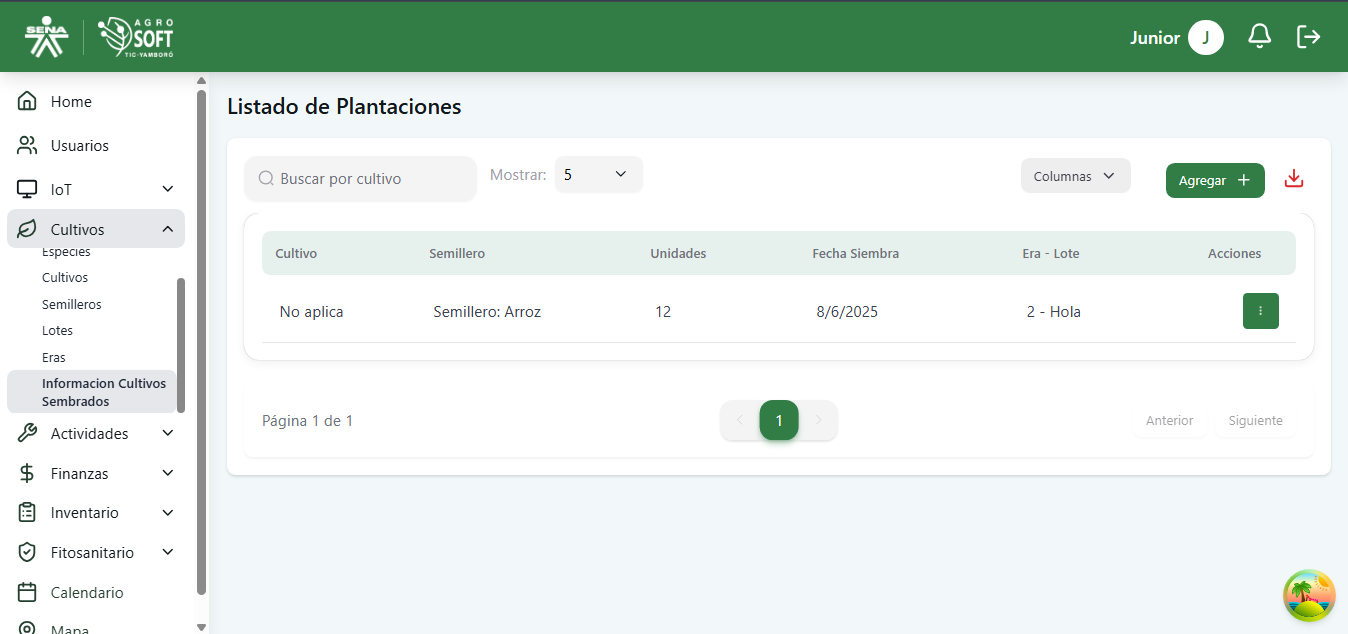 SENA
AGRO
SOFT
TIC-YAMBORÓ
Junior
J
Home
Usuarios
IoT
Cultivos
Especies
Cultivos
Semilleros
Lotes
Eras
Informacion Cultivos
Sembrados
Actividades
Finanzas
Inventario
Fitosanitario
Calendario
Mapa
Listado de Plantaciones
Buscar por cultivo
Mostrar: 5
Columnas
Agregar +
Cultivo Semillero Unidades Fecha Siembra Era - Lote Acciones
No aplica Semillero: Arroz 12 8/6/2025 2 - Hola
Página 1 de 1
1
Anterior Siguiente